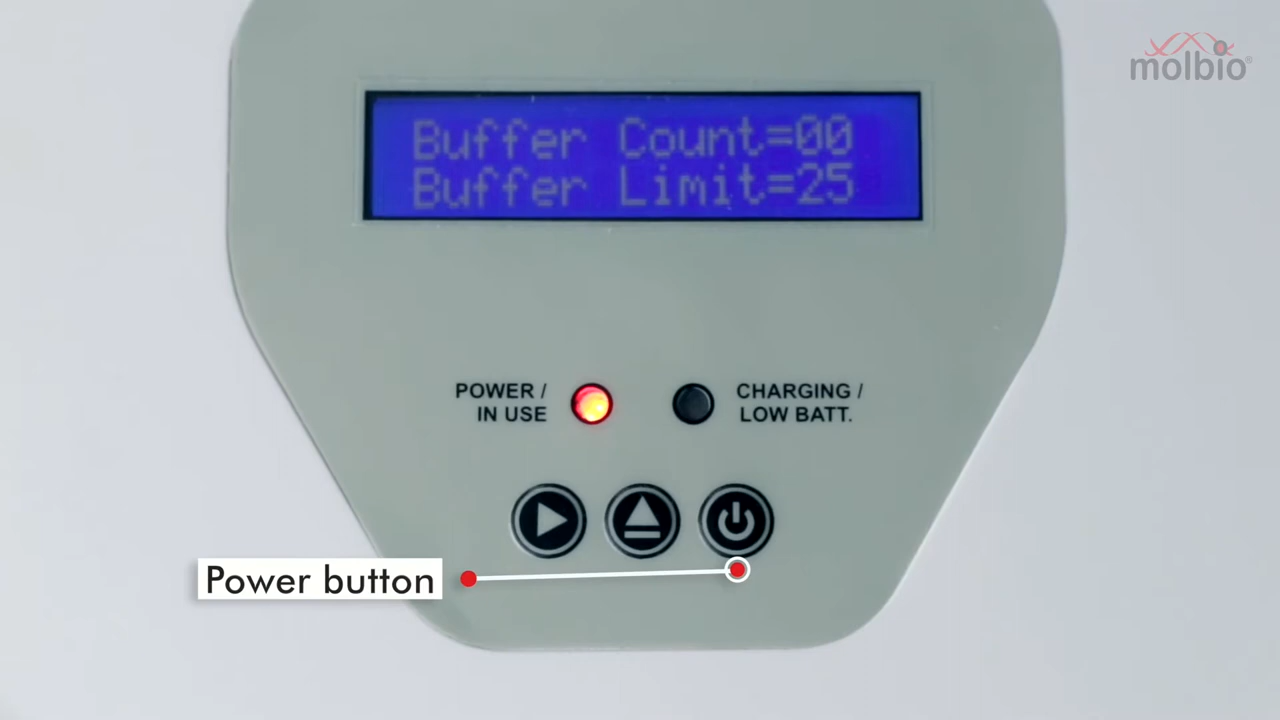 molbio®
Buffer Count=00
Buffer Limit=25
POWER /
IN USE
CHARGING /
LOW BATT.
Power button